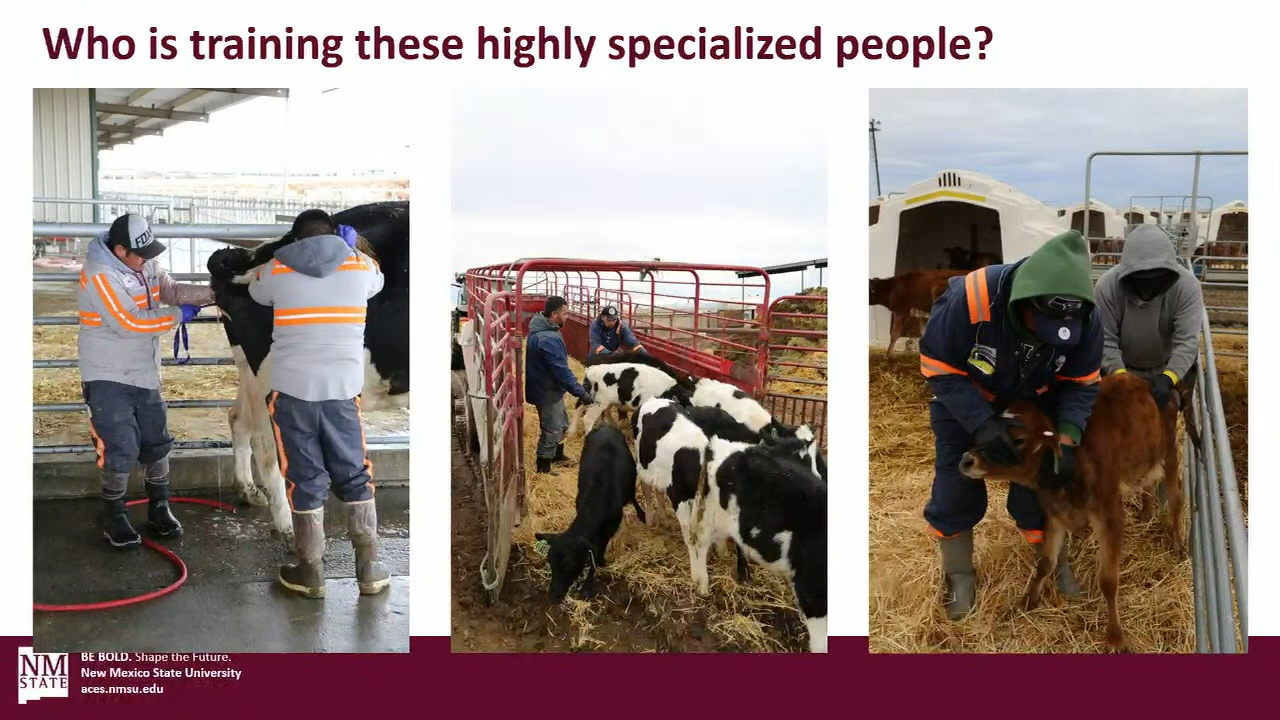 Who is training these highly specialized people?
NM
STATE
BE BOLD. Shape the Future.
New Mexico State University
aces.nmsu.edu